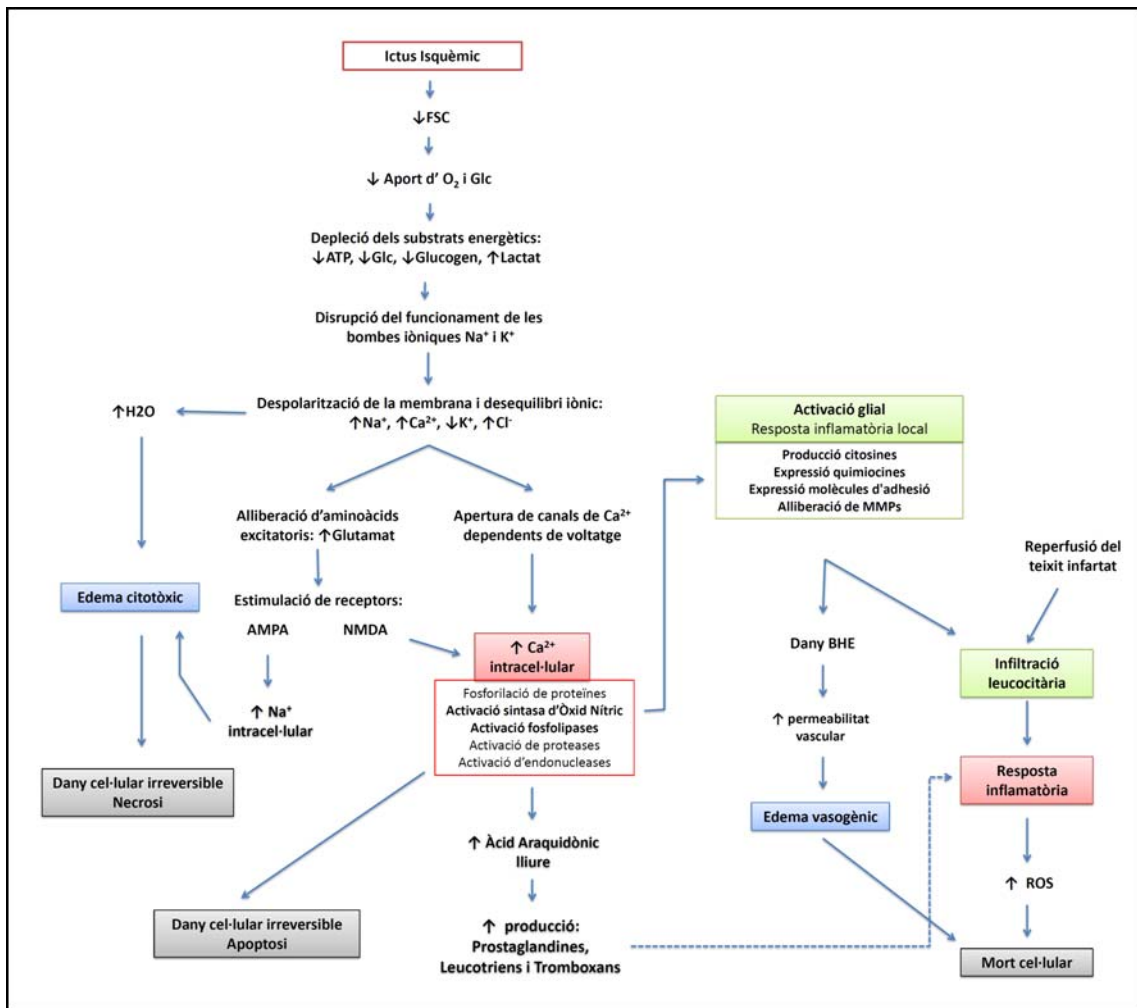 Ictus Isquèmic
↓FSC
↓ Aport d' O₂ i Glc
Depleció dels substrats energètics:
↓ATP, ↓Glc, ↓Glucogen, ↑Lactat
Disrupció del funcionament de les
bombes iòniques Na⁺ i K⁺
Despolarització de la membrana i desequilibri iònic:
↑Na⁺, ↑Ca²⁺, ↓K⁺, ↑Cl⁻
↑H2O
Activació glial
Resposta inflamatòria local
Producció citosines
Expressió quimiocines
Expressió molècules d'adhesió
Alliberació de MMPs
Alliberació d'aminoàcids
excitatoris: ↑Glutamat
Apertura de canals de Ca²⁺
dependents de voltatge
Reperfusió del
teixit infartat
Edema citotòxic
Estimulació de receptors:
AMPA NMDA
↑ Na⁺
intracel·lular
↑ Ca²⁺
intracel·lular
Fosforilació de proteïnes
Activació sintasa d'Òxid Nítric
Activació fosfolipases
Activació de proteases
Activació d'endonucleases
Dany BHE
↑ permeabilitat
vascular
Edema vasogènic
Infiltració
leucocitària
Resposta
inflamatòria
↑ ROS
Mort cel·lular
Dany cel·lular irreversible
Necrosi
↑ Àcid Araquidònic
lliure
Dany cel·lular irreversible
Apoptosi
↑ producció:
Prostaglandines,
Leucotriens i Tromboxans